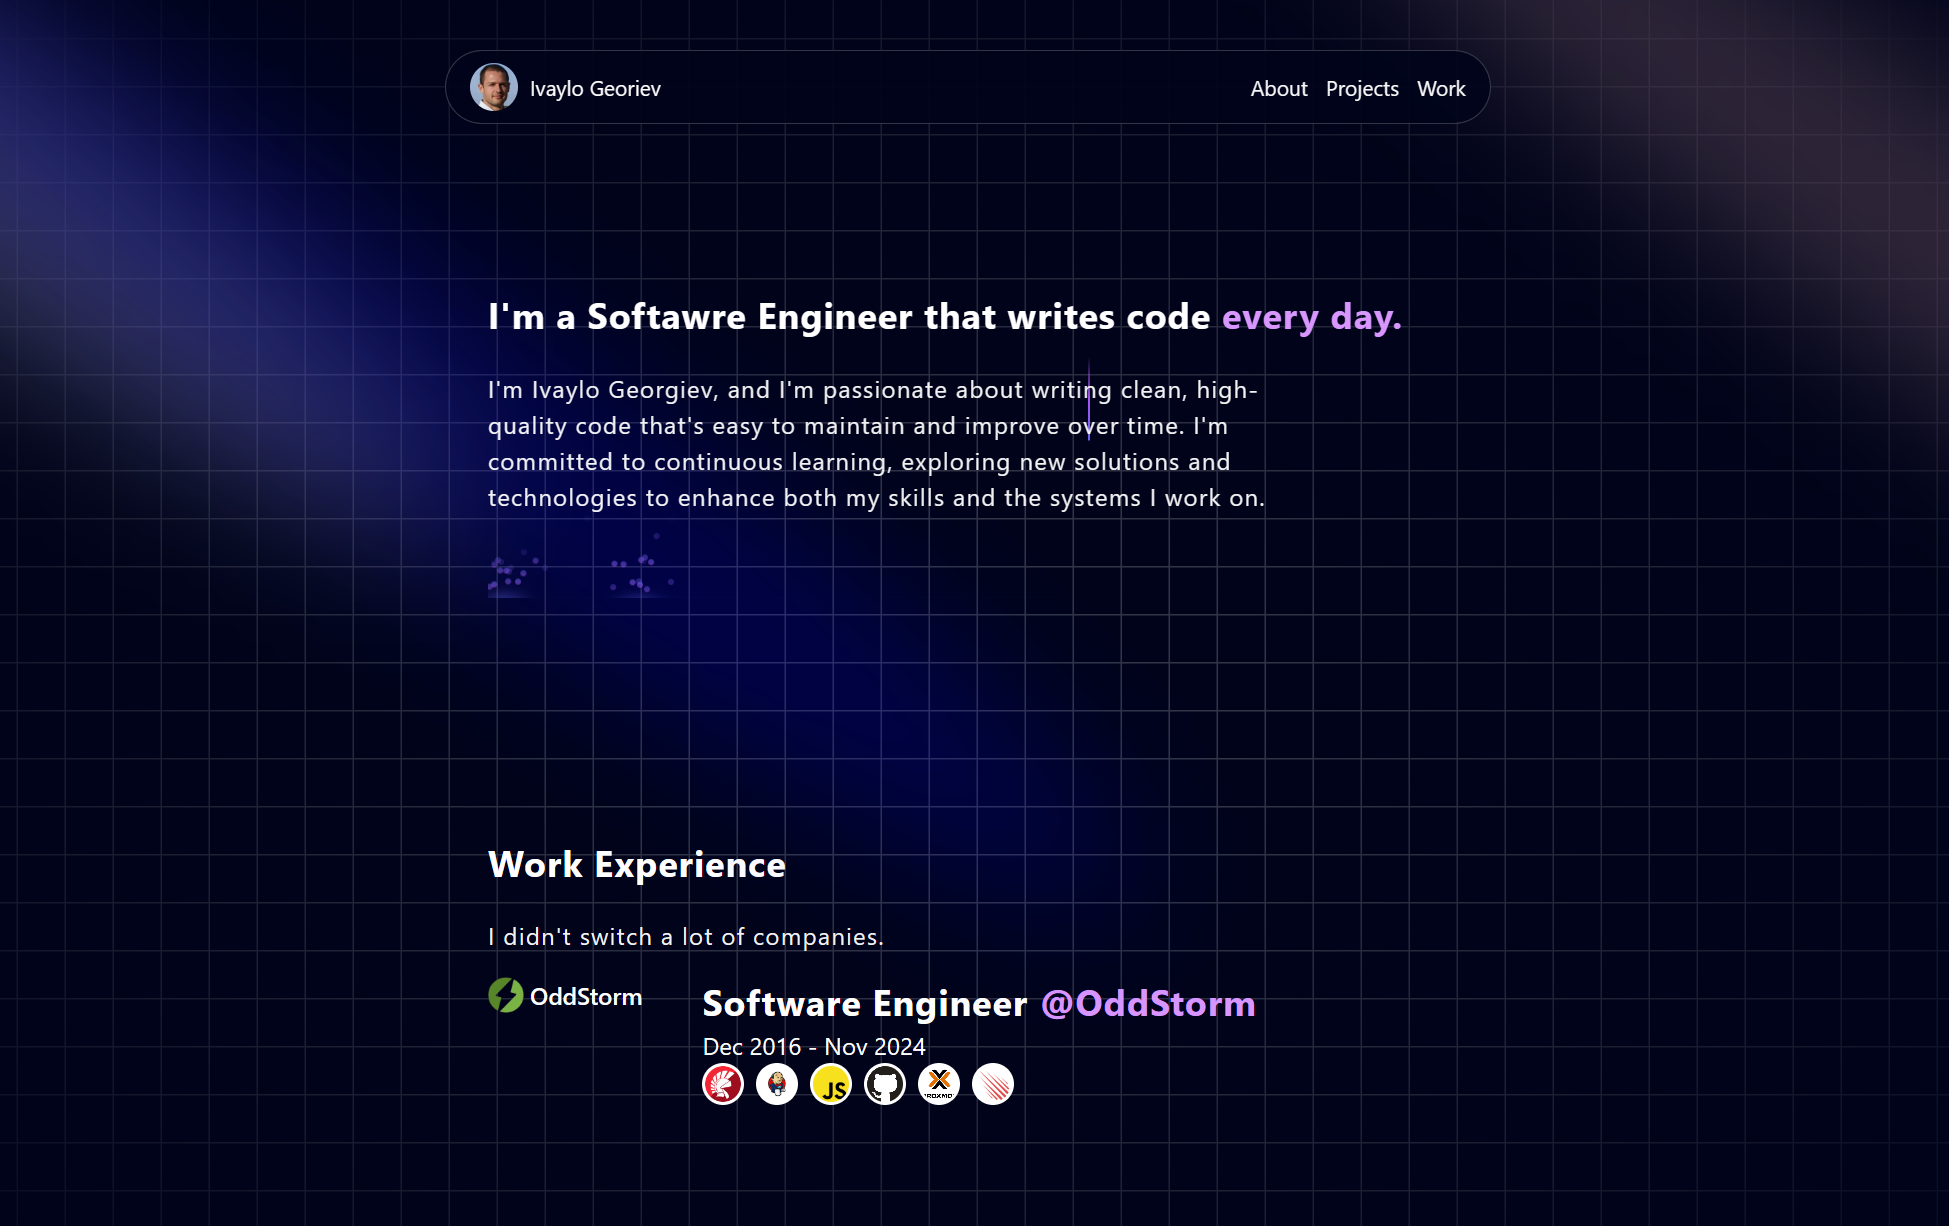 Ivaylo Georiev
About Projects Work
I'm a Softawre Engineer that writes code every day.
I'm Ivaylo Georgiev, and I'm passionate about writing clean, high-
quality code that's easy to maintain and improve over time. I'm
committed to continuous learning, exploring new solutions and
technologies to enhance both my skills and the systems I work on.
Work Experience
I didn't switch a lot of companies.
OddStorm
Software Engineer @OddStorm
Dec 2016 - Nov 2024
JS